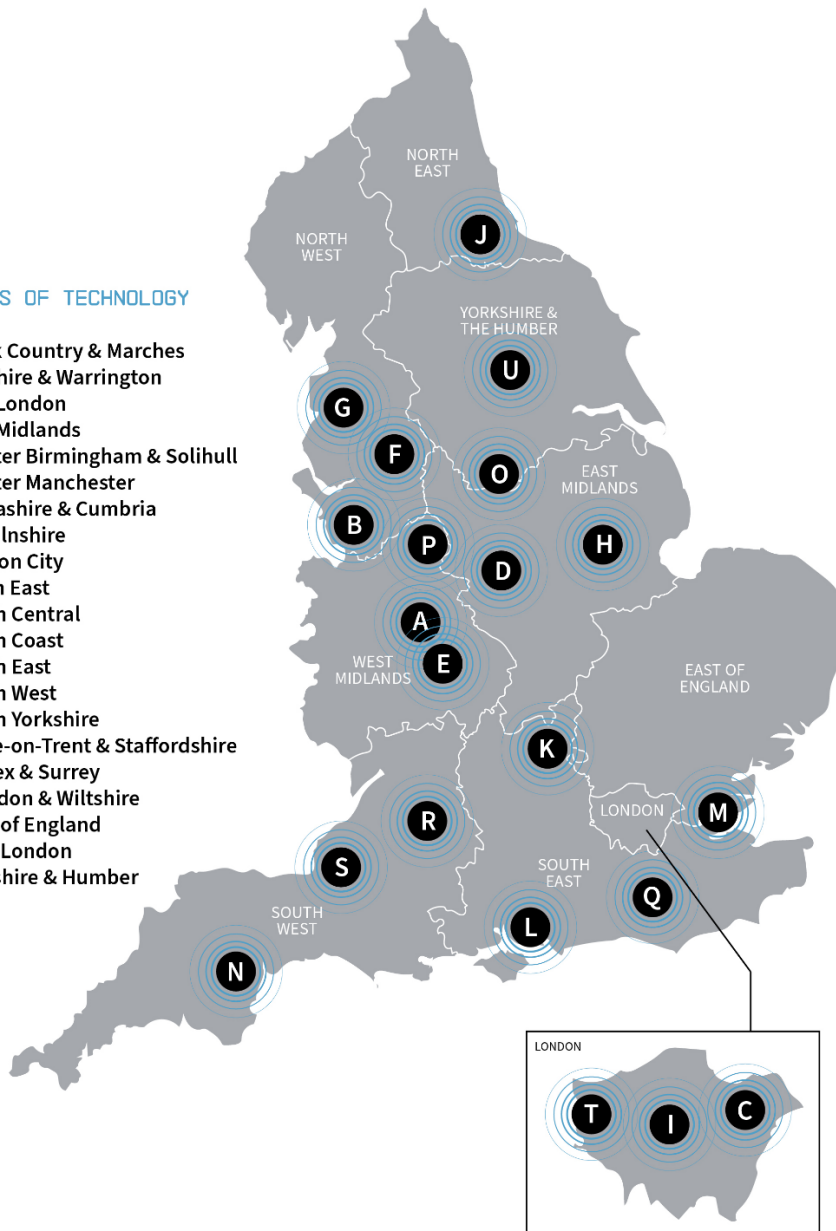 S OF TECHNOLOGY
Country & Marches
hire & Warrington
London
Midlands
ter Birmingham & Solihull
ter Manchester
ashire & Cumbria
olnshire
on City
h East
h Central
h Coast
h East
h West
h Yorkshire
e-on-Trent & Staffordshire
ex & Surrey
don & Wiltshire
of England
London
shire & Humber
NORTH
EAST
J
NORTH
WEST
YORKSHIRE &
THE HUMBER
U
G
F
O
EAST
MIDLANDS
B
P
D
H
A
E
WEST
MIDLANDS
EAST OF
ENGLAND
K
LONDON
M
R
S
SOUTH
EAST
Q
L
SOUTH
WEST
N
LONDON
T
I
C